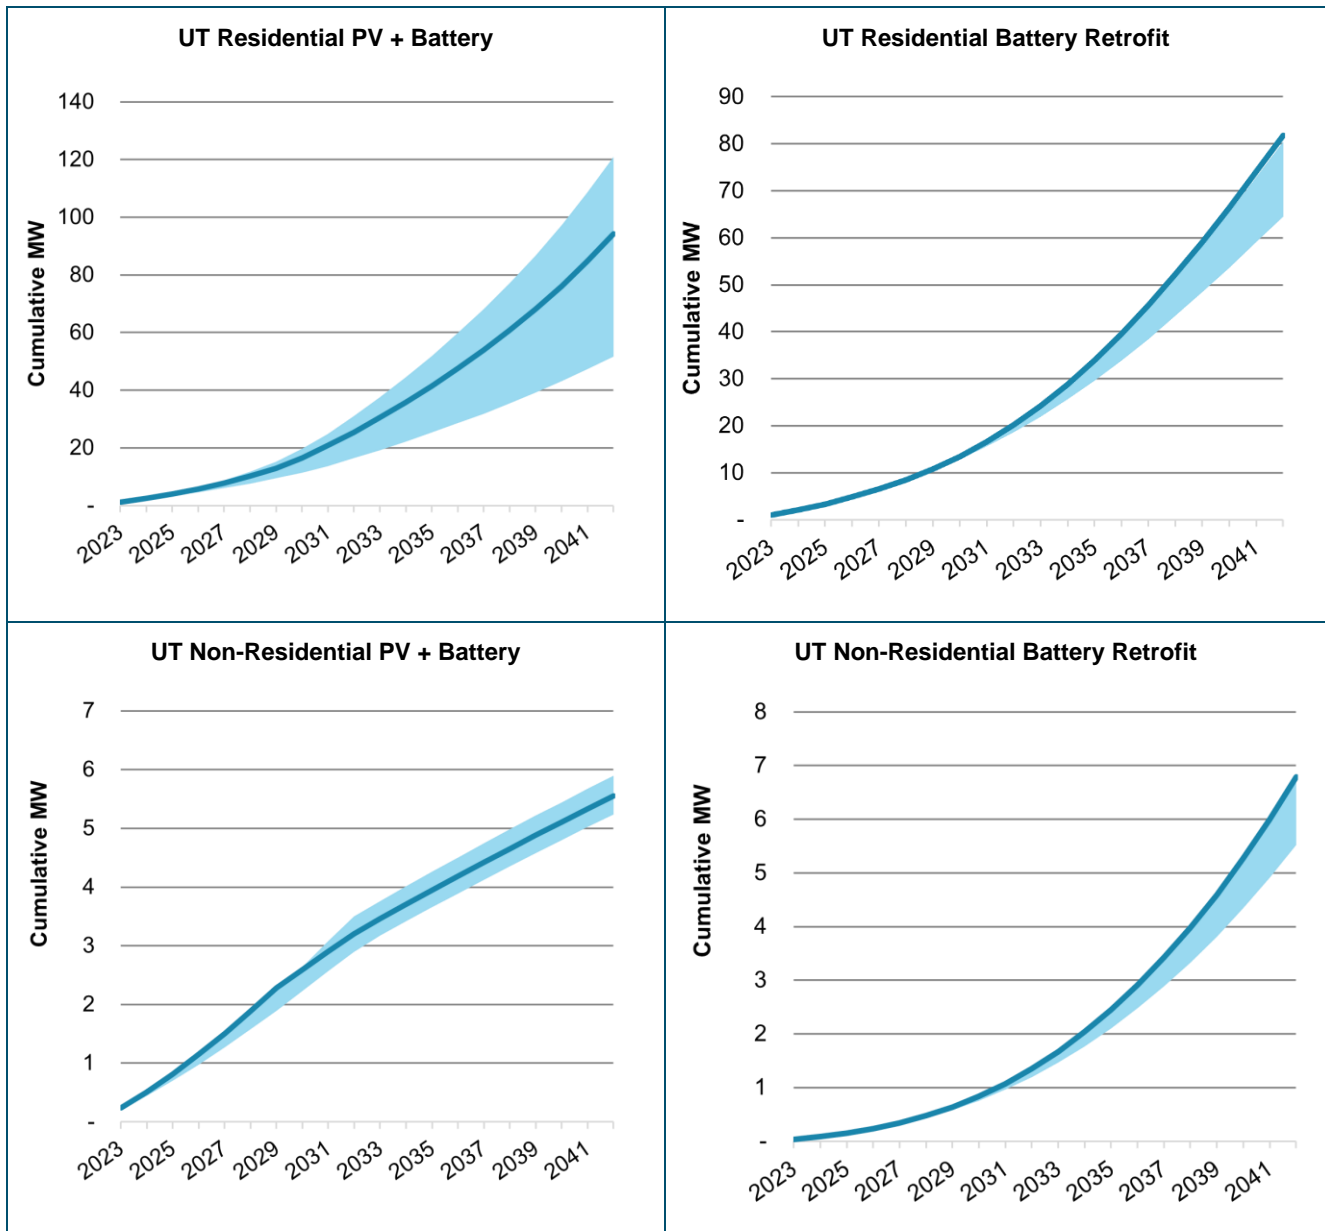 UT Residential PV + Battery
Cumulative MW
140
120
100
80
60
40
20
-
2023 2025 2027 2029 2031 2033 2035 2037 2039 2041
UT Residential Battery Retrofit
Cumulative MW
90
80
70
60
50
40
30
20
10
-
2023 2025 2027 2029 2031 2033 2035 2037 2039 2041
UT Non-Residential PV + Battery
Cumulative MW
7
6
5
4
3
2
1
-
2023 2025 2027 2029 2031 2033 2035 2037 2039 2041
UT Non-Residential Battery Retrofit
Cumulative MW
8
7
6
5
4
3
2
1
-
2023 2025 2027 2029 2031 2033 2035 2037 2039 2041